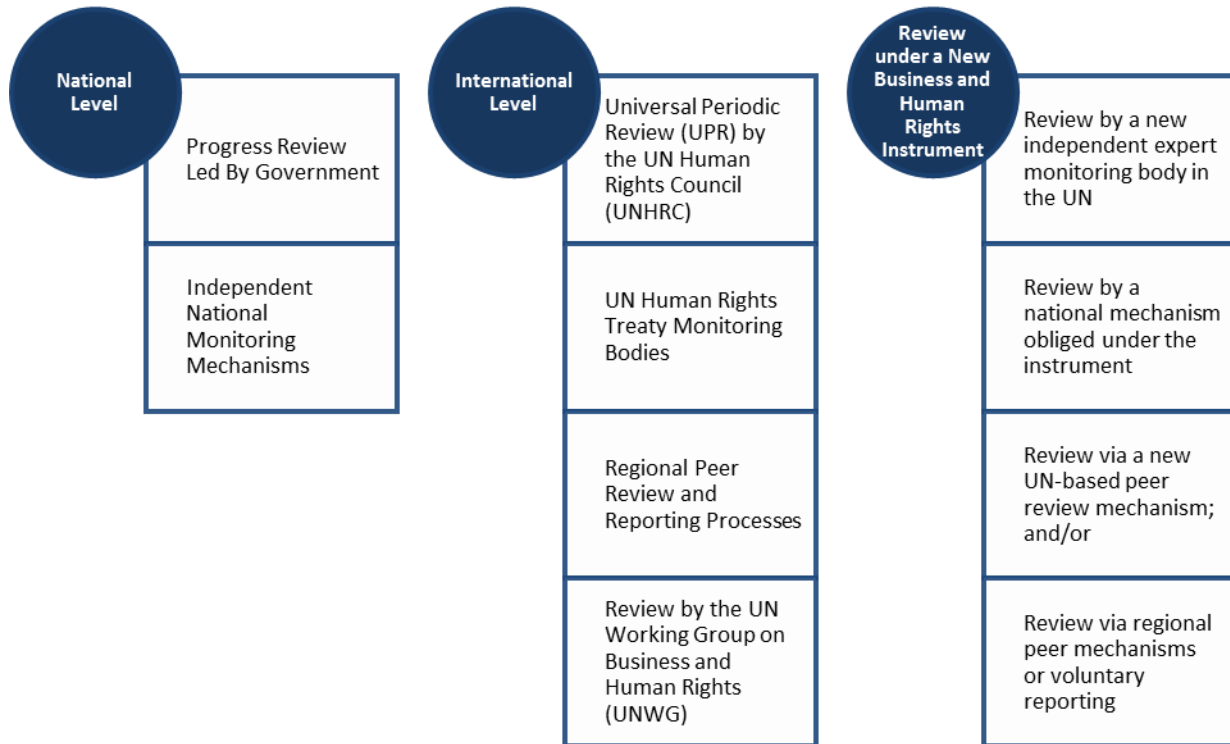 National
Level
Progress Review
Led By Government
Independent
National
Monitoring
Mechanisms
International
Level
Universal Periodic
Review (UPR) by
the UN Human
Rights Council
(UNHRC)
UN Human Rights
Treaty Monitoring
Bodies
Regional Peer
Review and
Reporting Processes
Review by the UN
Working Group on
Business and
Human Rights
(UNWG)
Review
under a New
Business and
Human
Rights
Instrument
Review by a new
independent expert
monitoring body in
the UN
Review by a
national mechanism
obliged under the
instrument
Review via a new
UN-based peer
review mechanism;
and/or
Review via regional
peer mechanisms
or voluntary
reporting